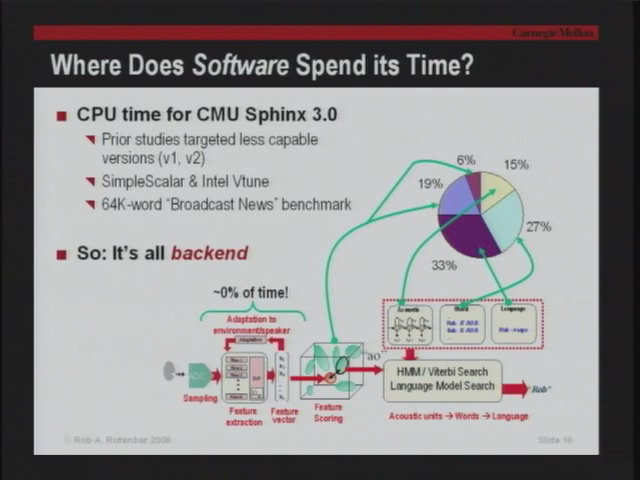 Carnegie Mellon
Where Does Software Spend its Time?
CPU time for CMU Sphinx 3.0
Prior studies targeted less capable
versions (v1, v2)
SimpleScalar & Intel Vtune
64K-word "Broadcast News" benchmark
So: It's all backend
6%
15%
19%
27%
33%
~0% of time!
Adaptation to
environment/speaker
Adaptation
Sampling
Feature
extraction
Feature
vector
Feature
Scoring
"ao"
Acoustic
Language
HMM / Viterbi Search
Language Model Search
"Rob"
Acoustic units → Words → Language
© Rob A. Rutenbar 2006
Slide 16